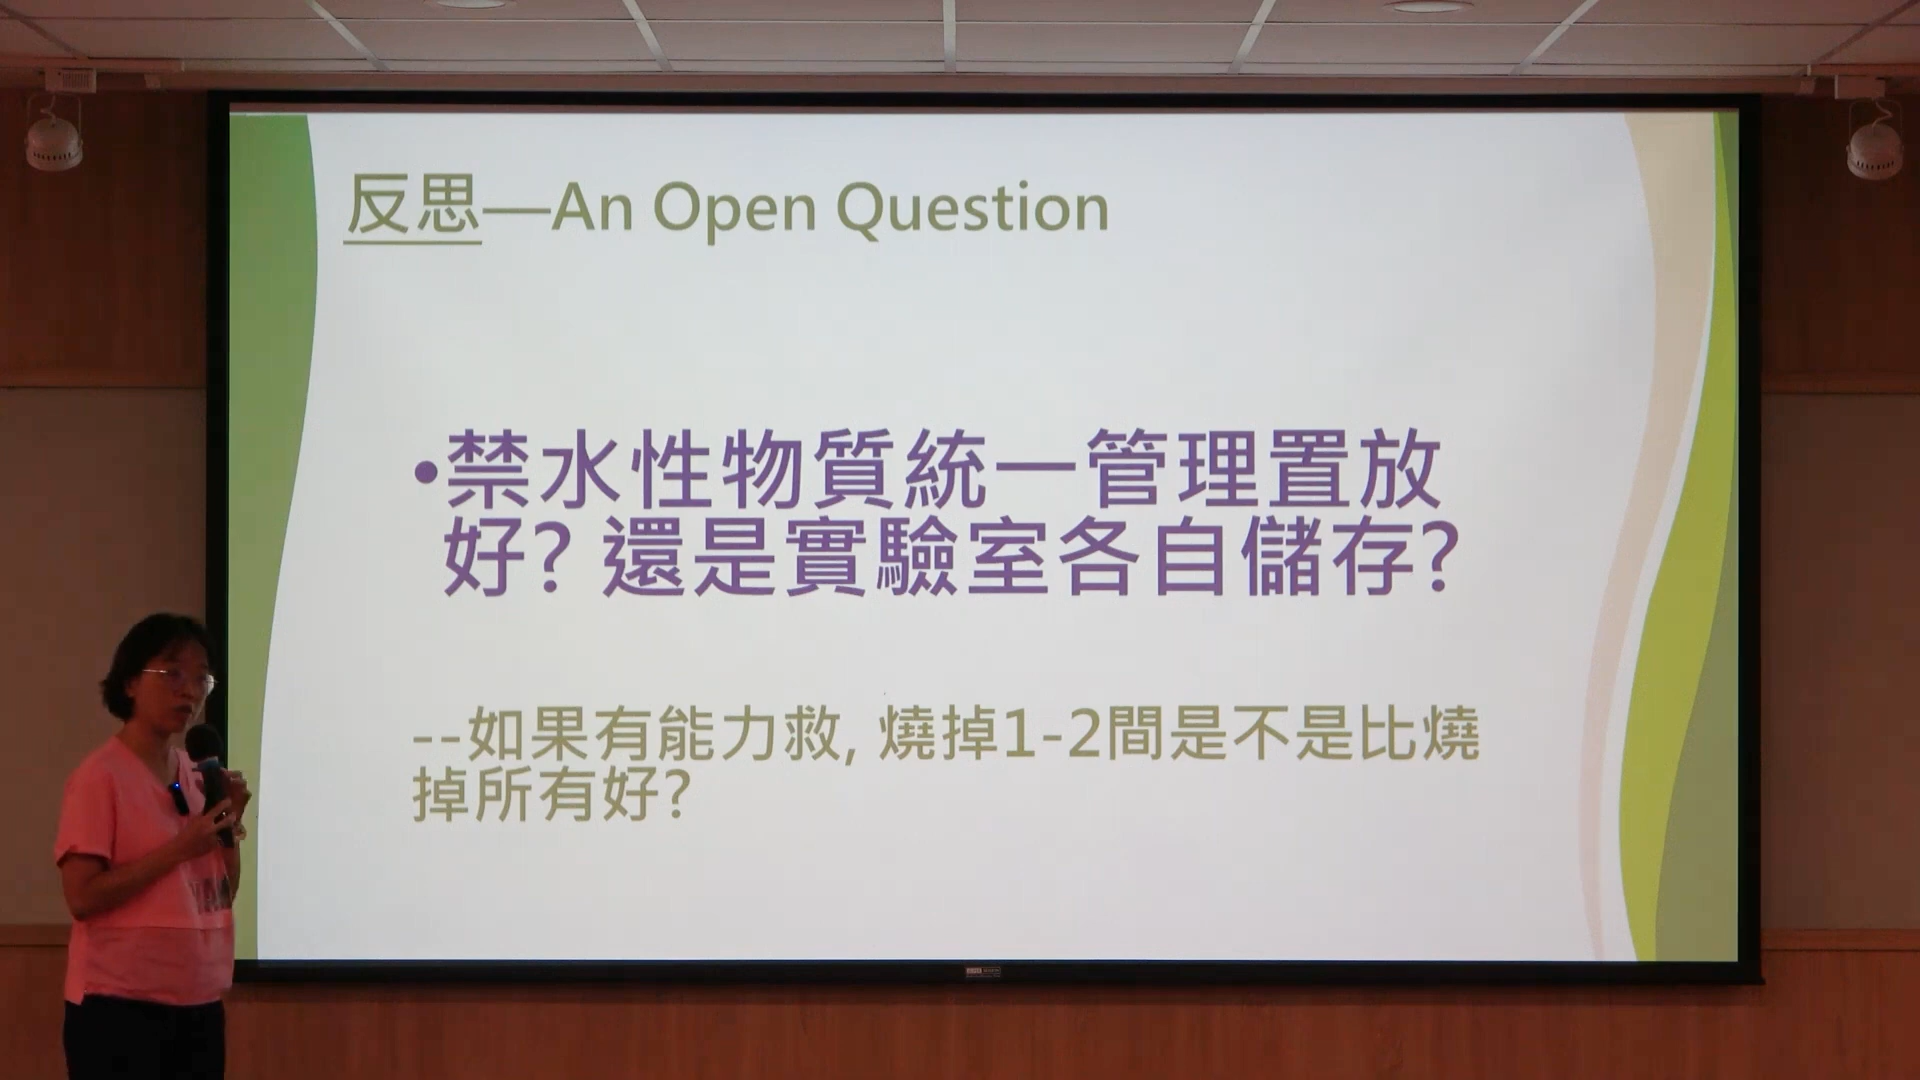 反思—An Open Question
•禁水性物質統一管理置放
好? 還是實驗室各自儲存?
--如果有能力救, 燒掉1-2間是不是比燒
掉所有好?